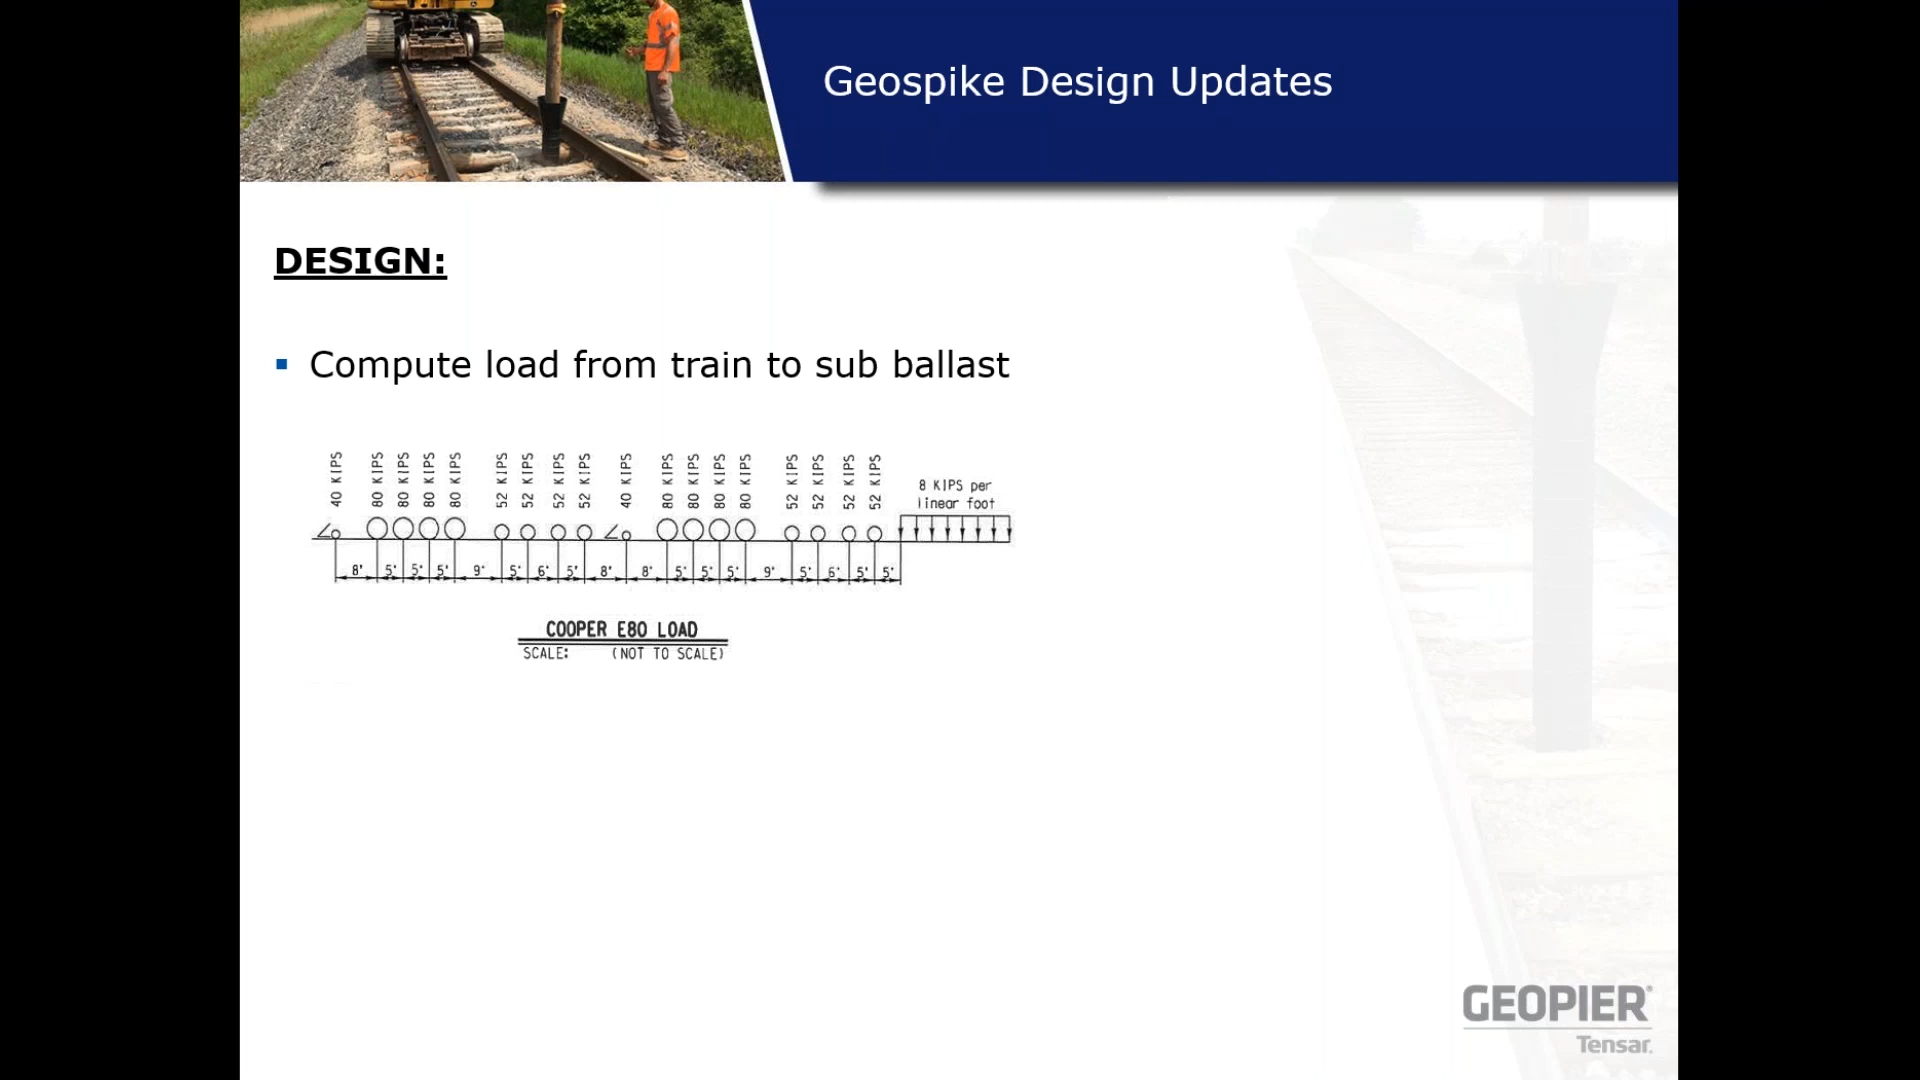 Geospike Design Updates
DESIGN:
▪ Compute load from train to sub ballast
40 KIPS 80 KIPS 80 KIPS 80 KIPS 80 KIPS 52 KIPS 52 KIPS 52 KIPS 52 KIPS 40 KIPS 80 KIPS 80 KIPS 80 KIPS 80 KIPS 52 KIPS 52 KIPS 52 KIPS 52 KIPS
8 KIPS per
linear foot
8' 5' 5' 5' 9' 5' 6' 5' 8' 8' 5' 5' 5' 9' 5' 6' 5' 5'
COOPER E80 LOAD
SCALE: (NOT TO SCALE)
GEOPIER®
Tensar.